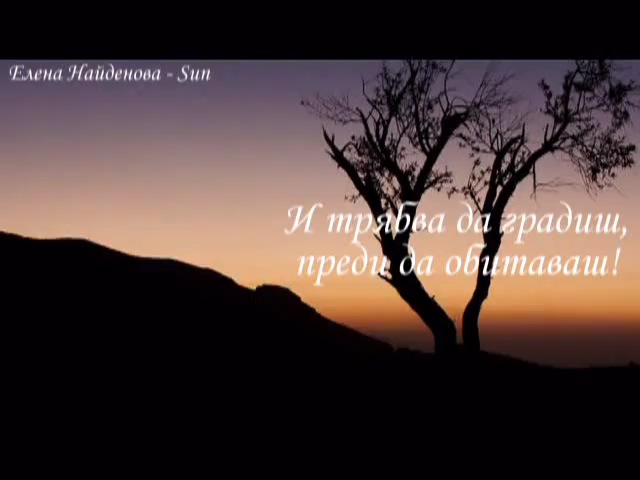 Елена Найденова - Sun
И трябва да градиш,
преди да обитаваш!